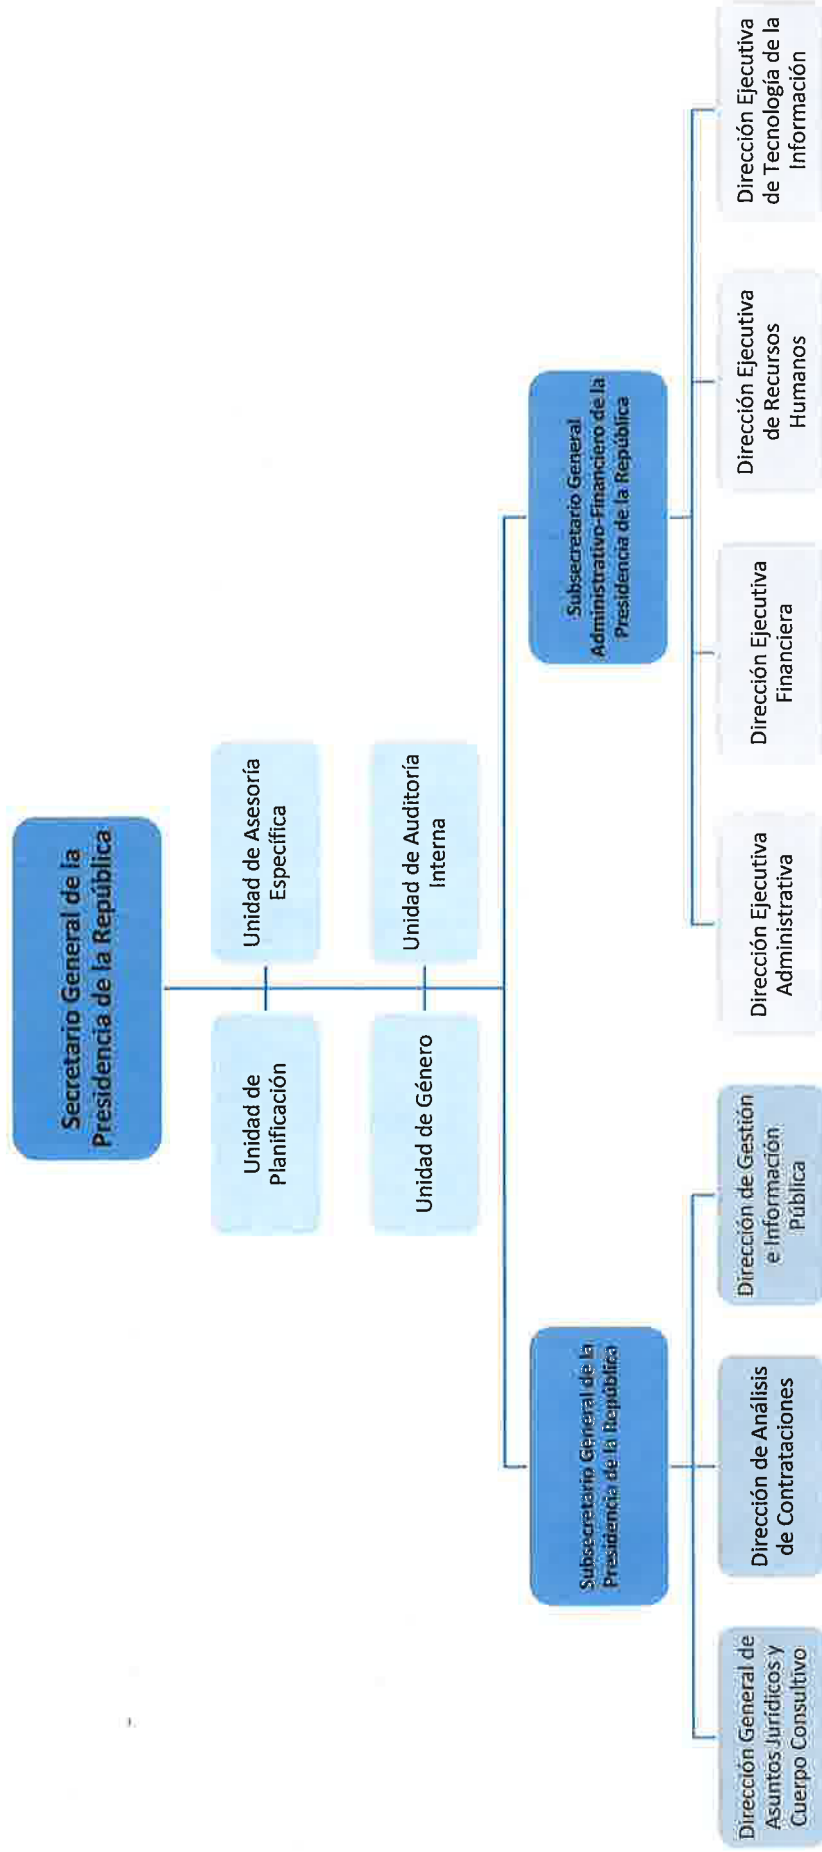 Secretario General de la
Presidencia de la República
Unidad de
Planificación
Unidad de Asesoría
Específica
Unidad de Género
Unidad de Auditoría
Interna
Subsecretario General de la
Presidencia de la República
Subsecretario General
Administrativo-Financiero de la
Presidencia de la República
Dirección General de
Asuntos Jurídicos y
Cuerpo Consultivo
Dirección de Análisis
de Contrataciones
Dirección de Gestión
e Información
Pública
Dirección Ejecutiva
Administrativa
Dirección Ejecutiva
Financiera
Dirección Ejecutiva
de Recursos
Humanos
Dirección Ejecutiva
de Tecnología de la
Información